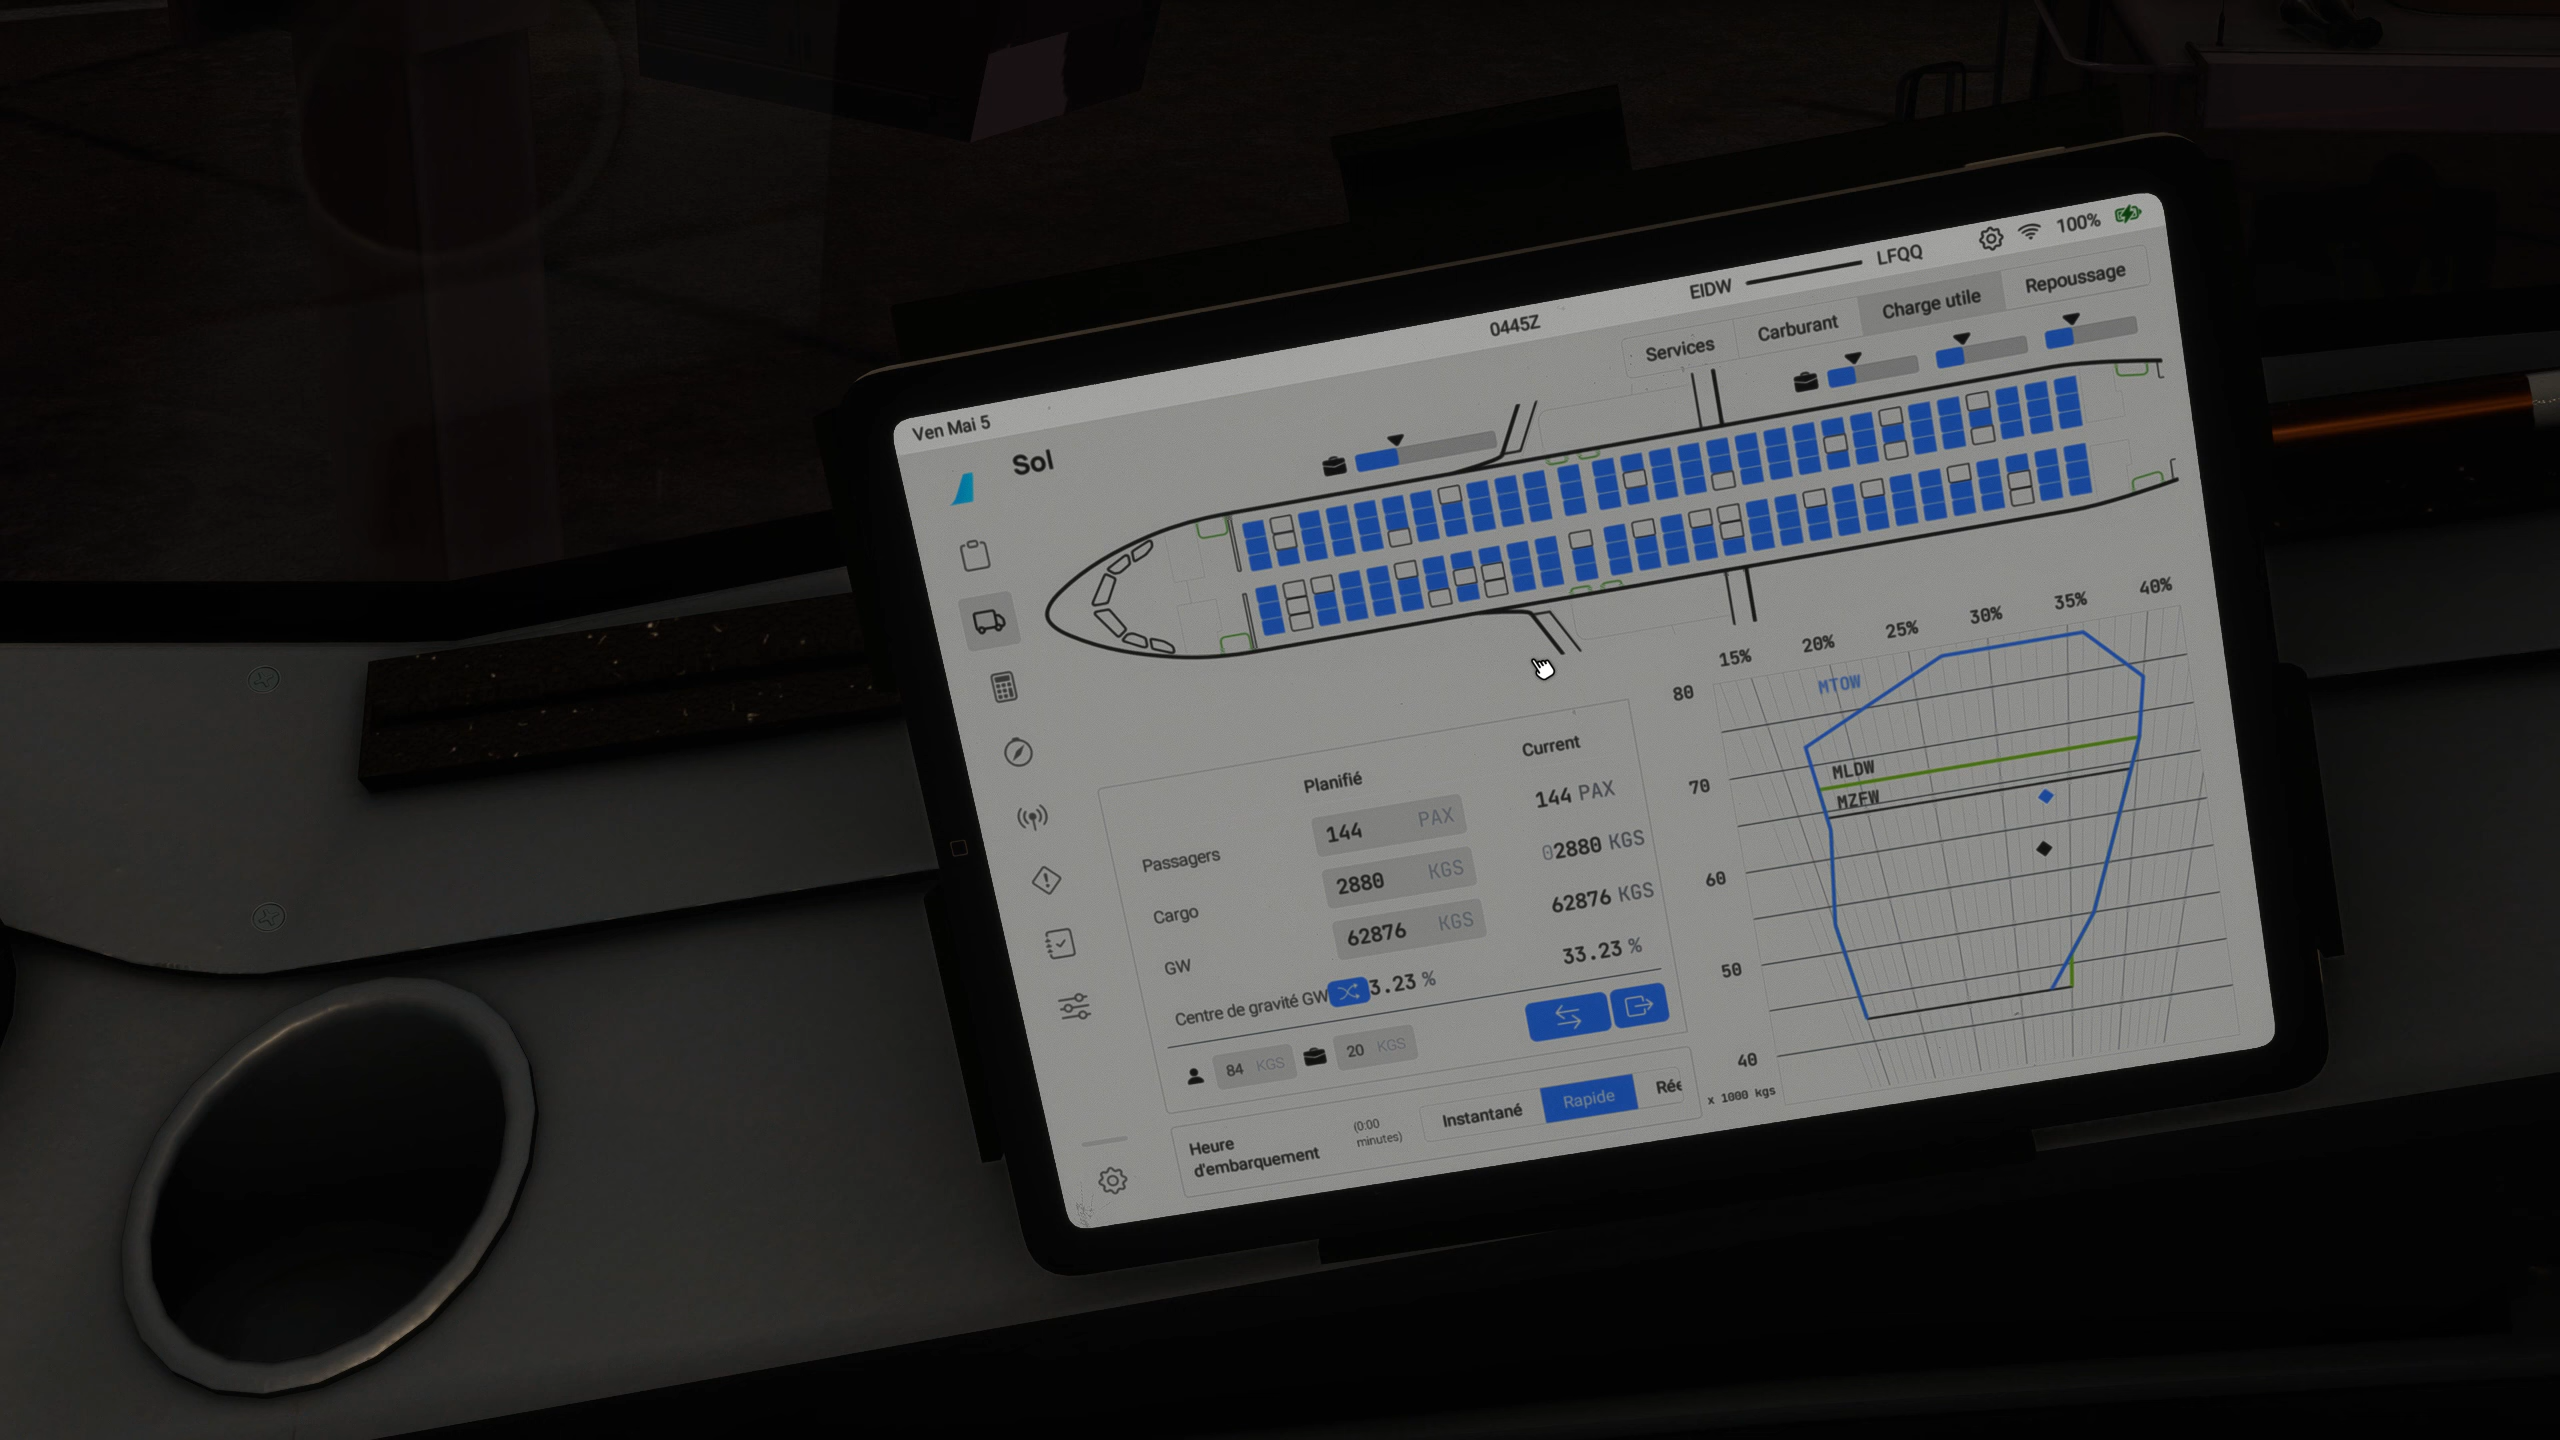 Ven Mai 5
0445Z
EIDW
LFQQ
100%
Sol
Services
Carburant
Charge utile
Repoussage
Planifié
Current
Passagers
144 PAX
144 PAX
Cargo
2880 KGS
02880 KGS
GW
62876 KGS
62876 KGS
Centre de gravité GW
3.23 %
33.23 %
84 KGS
20 KGS
Heure
d'embarquement
(0:00
minutes)
Instantané
Rapide
Rée
15%
20%
25%
30%
35%
40%
80
70
60
50
40
x 1000 kgs
MTOW
MLDW
MZFW